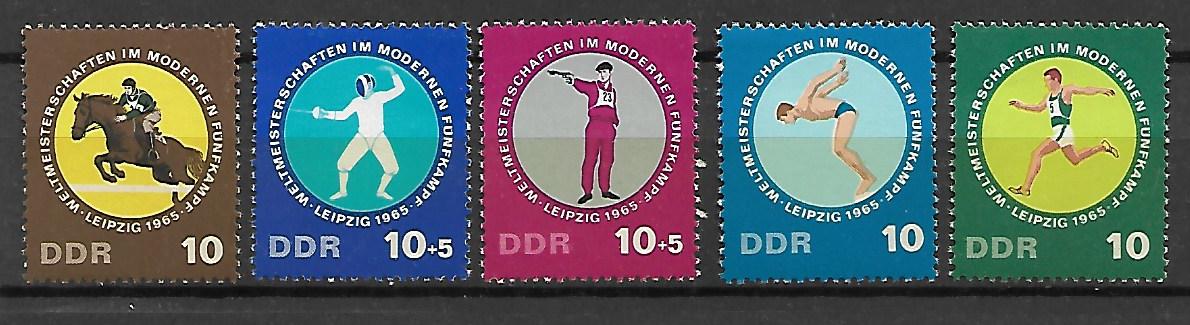 WELTMEISTERSCHAFTEN IM MODERNEN FÜNFKAMPF · LEIPZIG 1965 ·
DDR 10
WELTMEISTERSCHAFTEN IM MODERNEN FÜNFKAMPF · LEIPZIG 1965 ·
DDR 10+5
WELTMEISTERSCHAFTEN IM MODERNEN FÜNFKAMPF · LEIPZIG 1965 ·
23
DDR 10+5
WELTMEISTERSCHAFTEN IM MODERNEN FÜNFKAMPF · LEIPZIG 1965 ·
DDR 10
WELTMEISTERSCHAFTEN IM MODERNEN FÜNFKAMPF · LEIPZIG 1965 ·
5
DDR 10